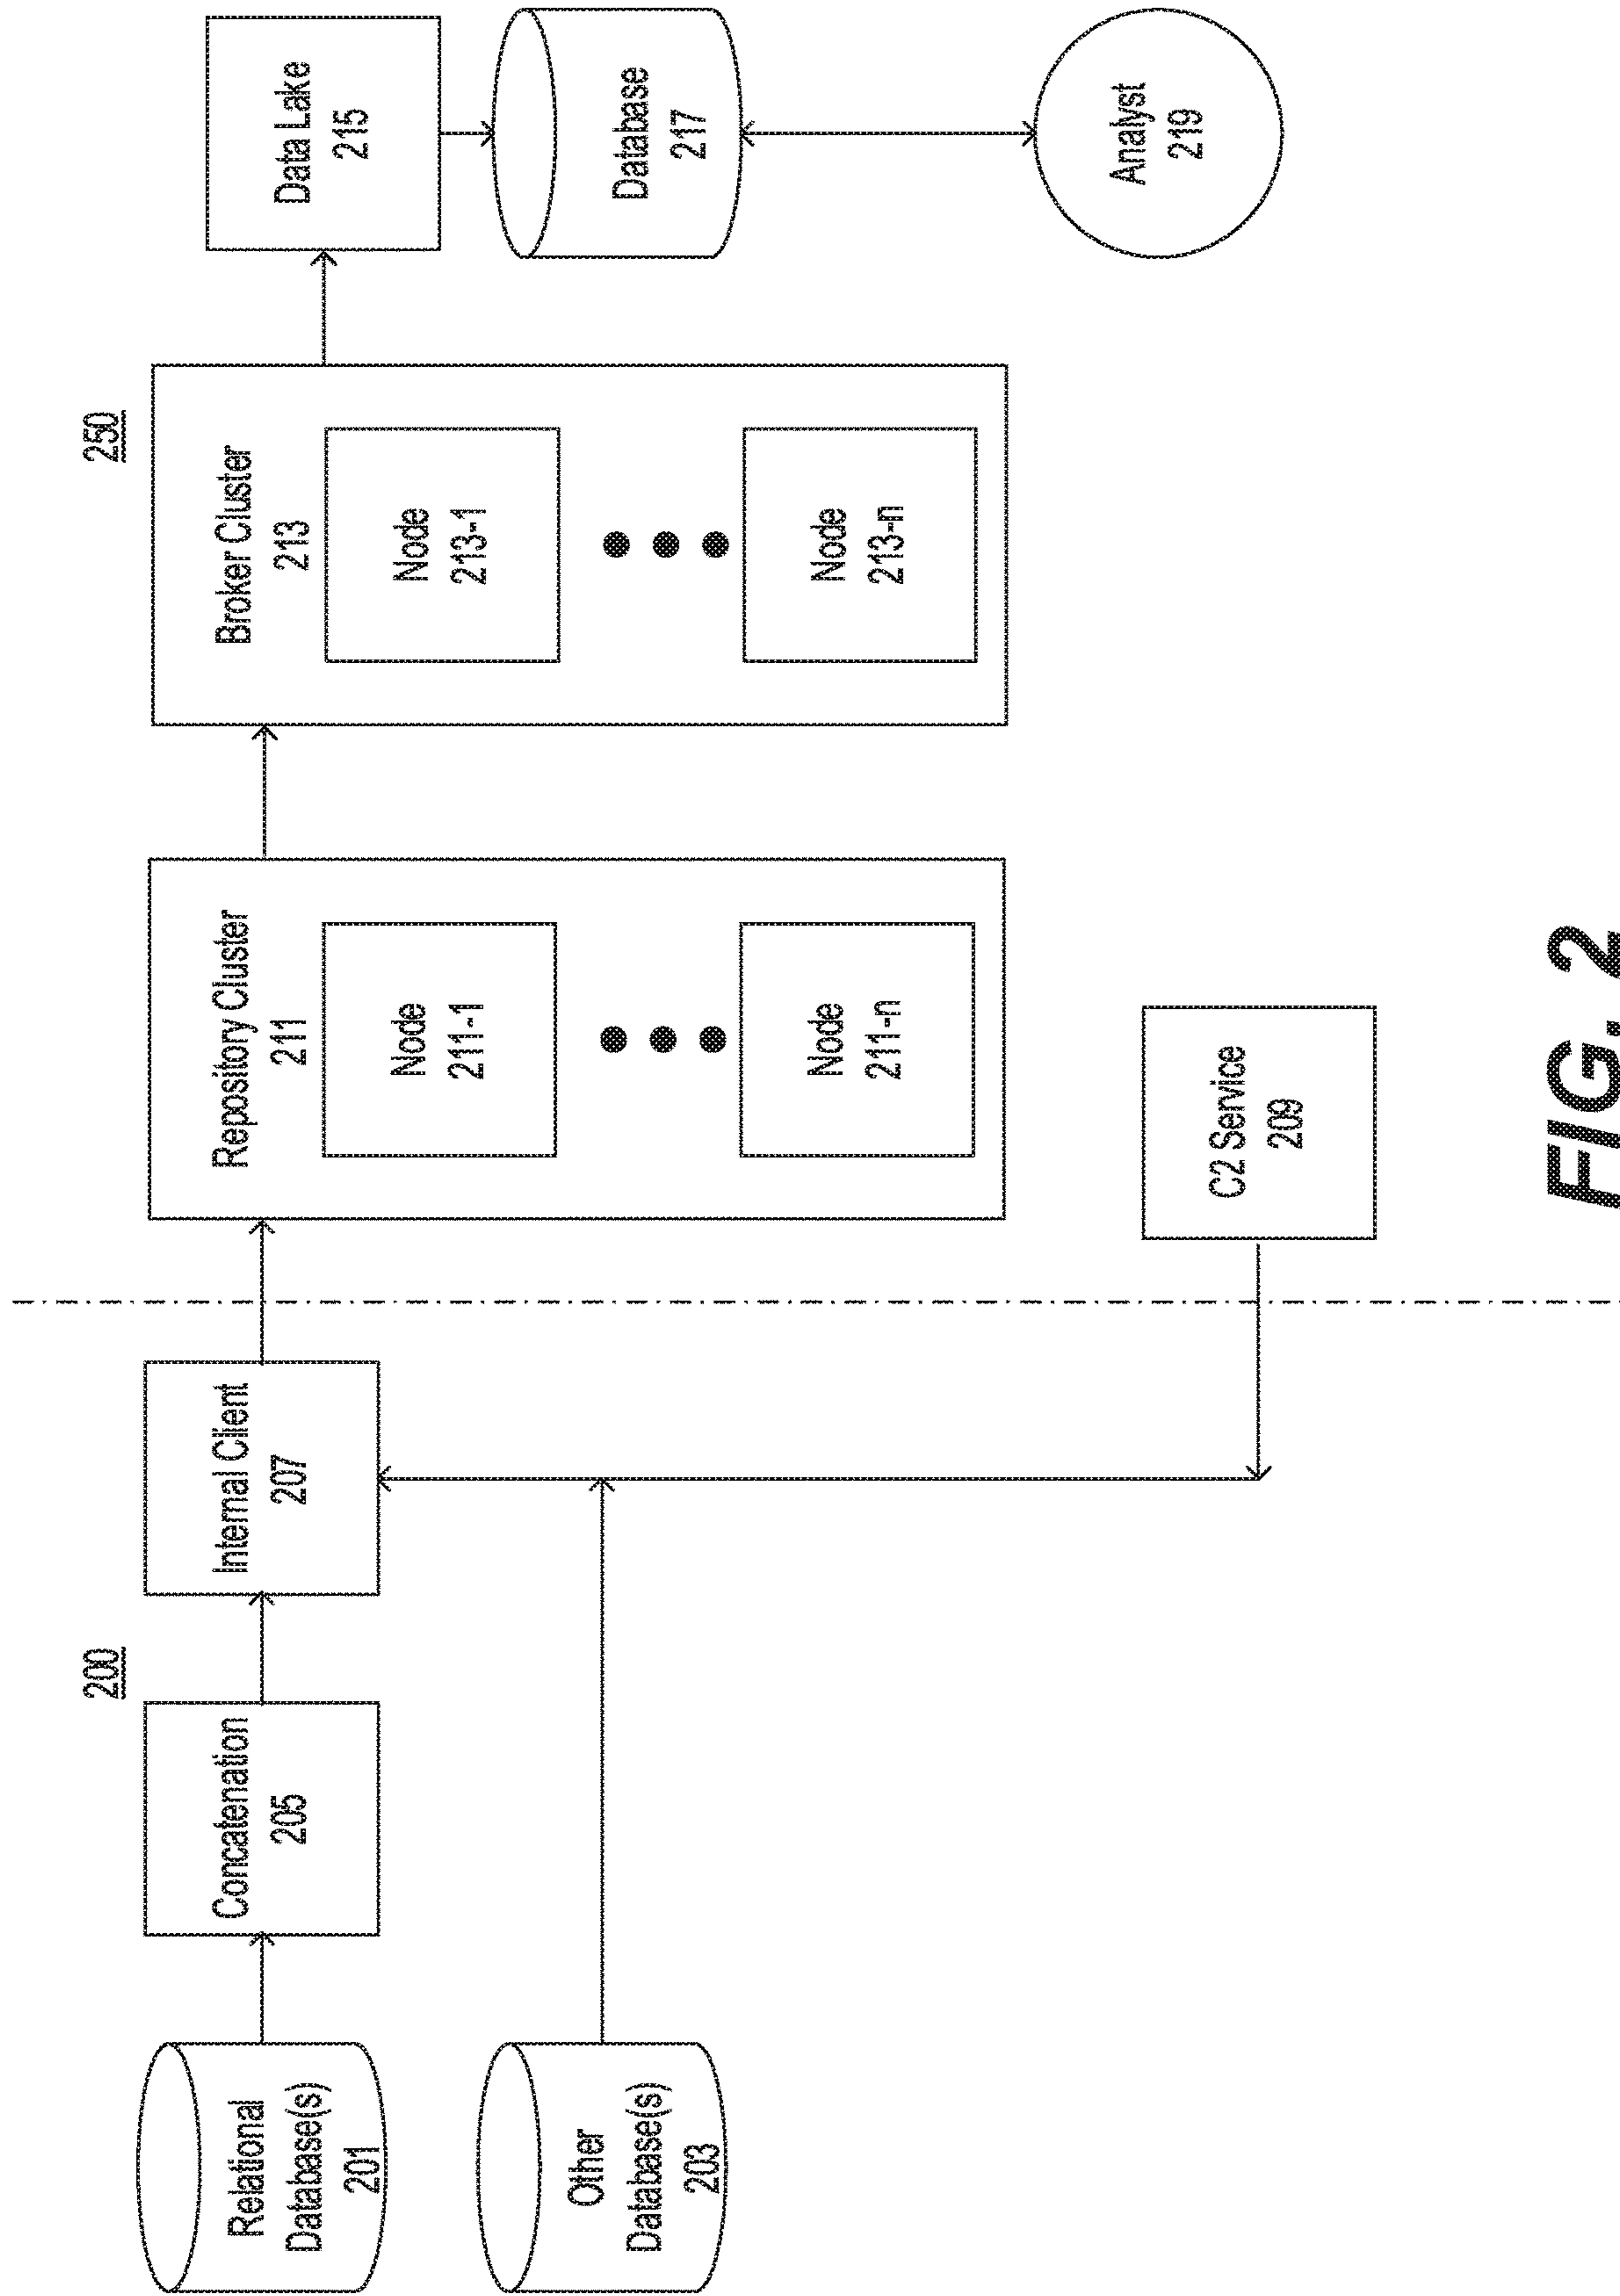 200
250
Relational
Database(s)
201
Concatenation
205
Internal Client
207
Repository Cluster
211
Node
211-1
Node
211-n
Broker Cluster
213
Node
213-1
Node
213-n
Data Lake
215
Other
Database(s)
203
Database
217
C2 Service
209
Analyst
219
FIG. 2